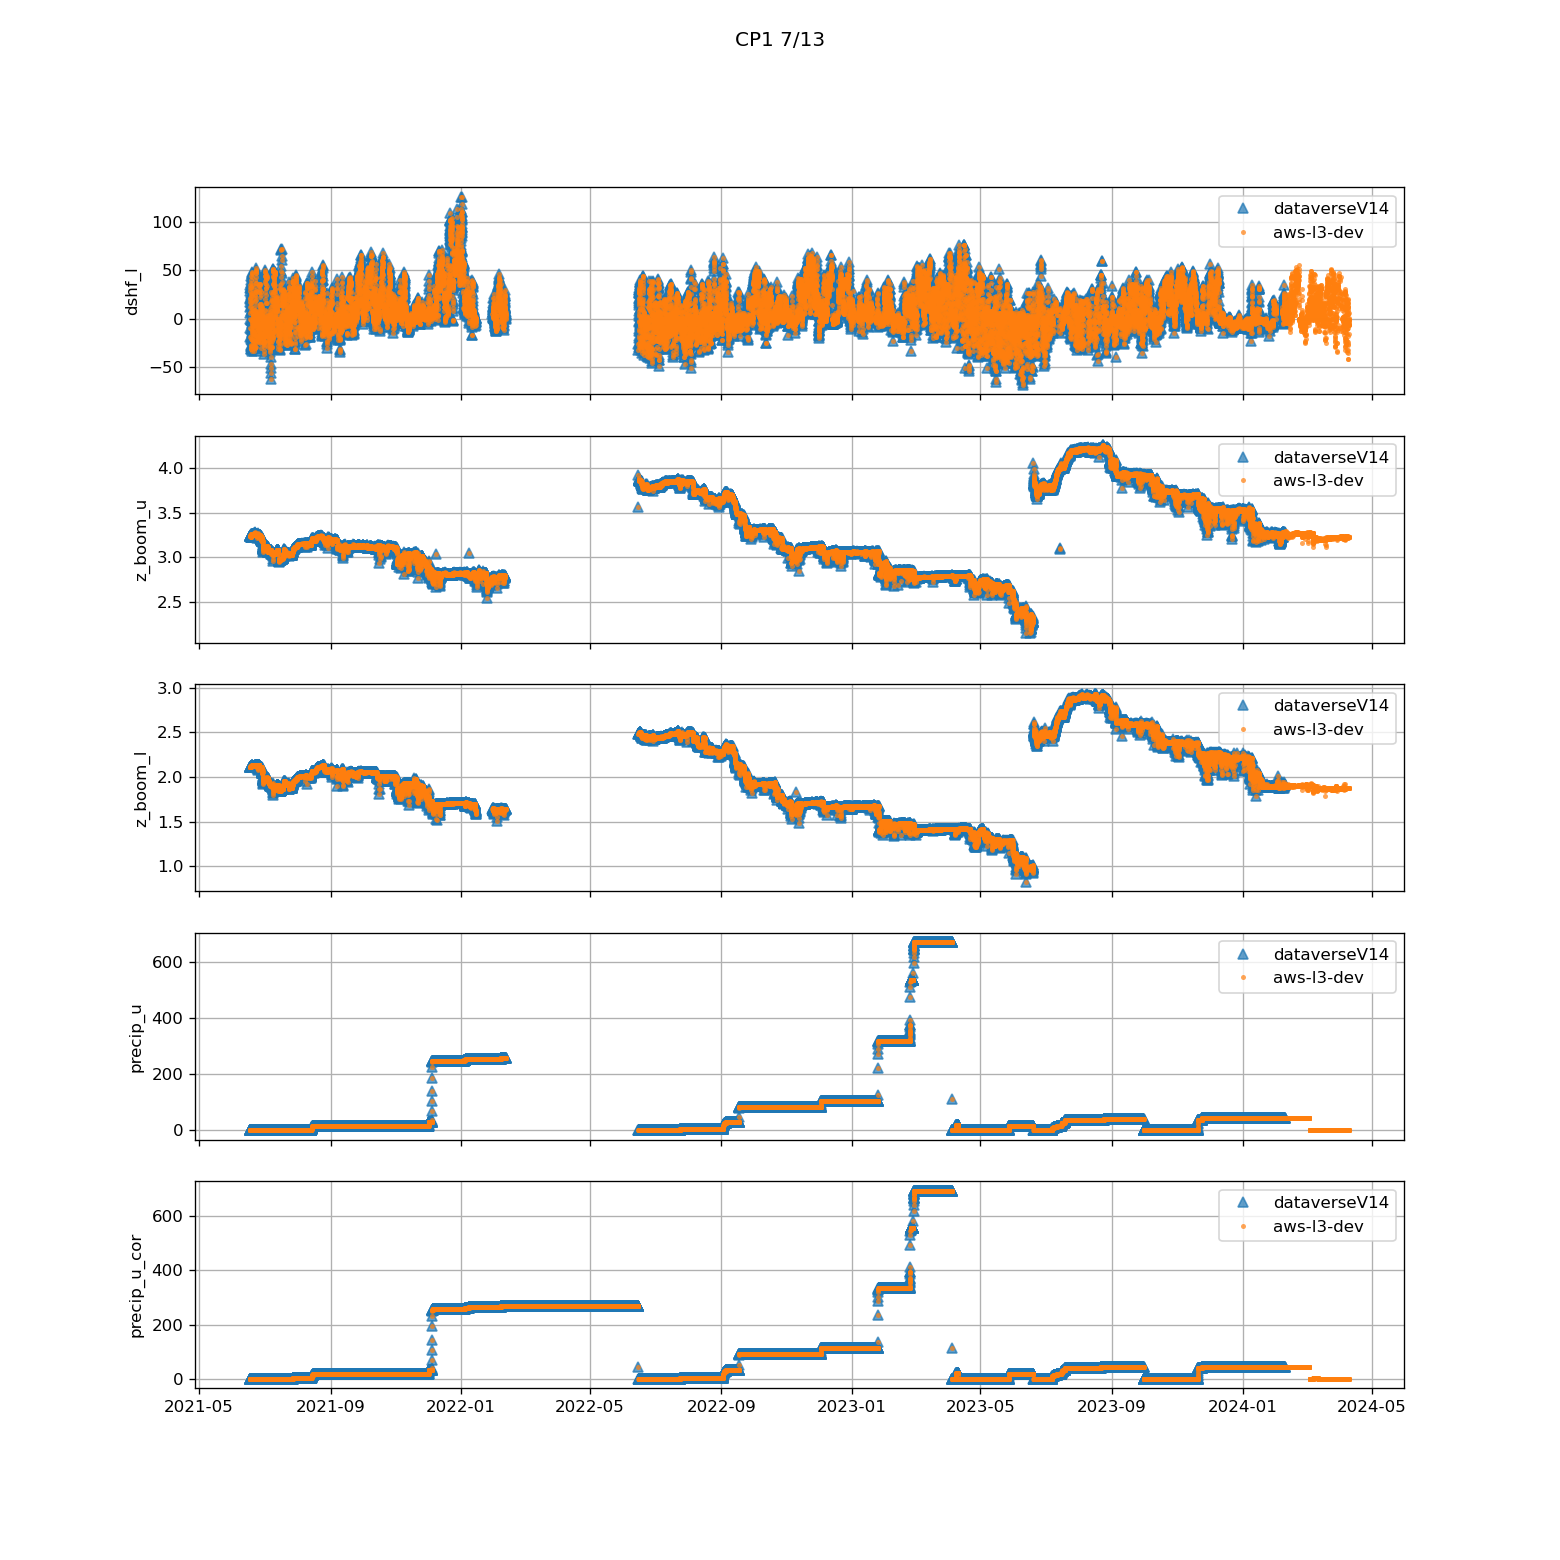 CP1 7/13
dshf_l
100
50
0
−50
dataverseV14
aws-l3-dev
z_boom_u
4.0
3.5
3.0
2.5
dataverseV14
aws-l3-dev
z_boom_l
3.0
2.5
2.0
1.5
1.0
dataverseV14
aws-l3-dev
precip_u
600
400
200
0
dataverseV14
aws-l3-dev
precip_u_cor
600
400
200
0
dataverseV14
aws-l3-dev
2021-05 2021-09 2022-01 2022-05 2022-09 2023-01 2023-05 2023-09 2024-01 2024-05